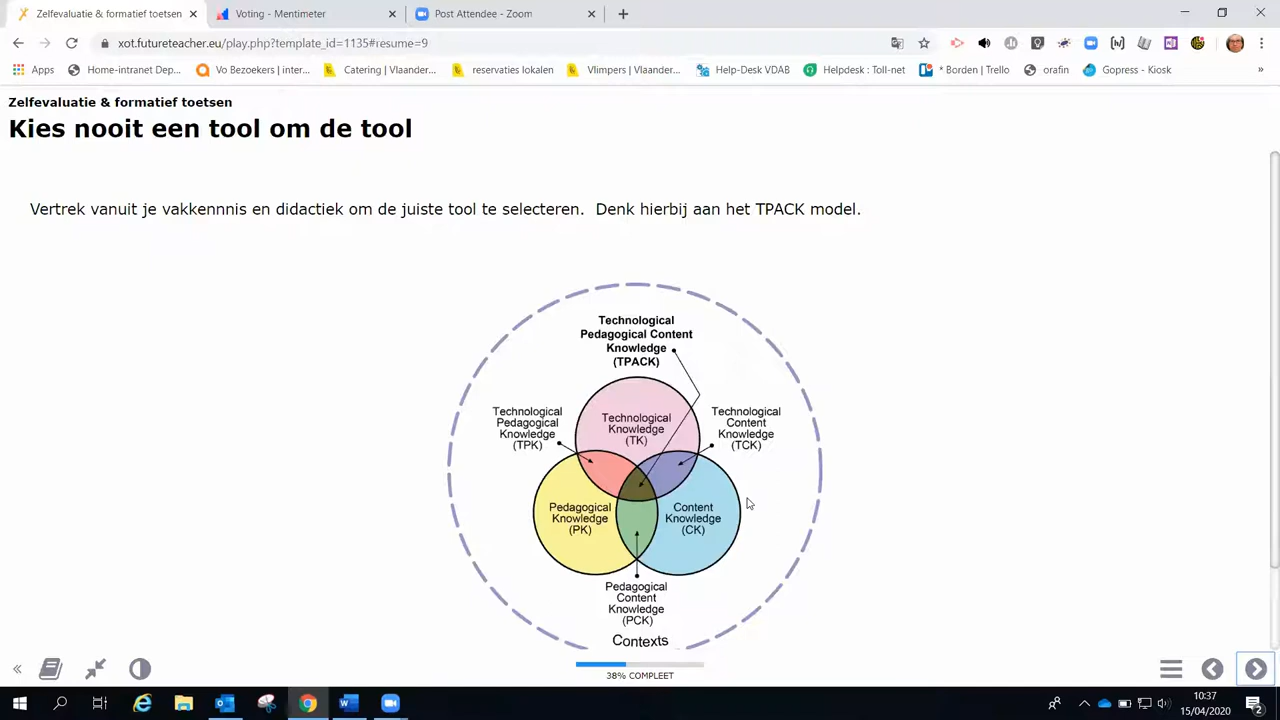 Zelfevaluatie & formatief toetsen
Voting - Mentimeter
Post Attendee - Zoom
xot.futureteacher.eu/play.php?template_id=1135#resume=9
Apps
Home-intranet Dep...
Vo Bezoekers | inter...
Catering | Vlaander...
reservaties lokalen
Vlimpers | Vlaander...
Help-Desk VDAB
Helpdesk : Toll-net
* Borden | Trello
orafin
Gopress - Kiosk
Zelfevaluatie & formatief toetsen
Kies nooit een tool om de tool
Vertrek vanuit je vakkennnis en didactiek om de juiste tool te selecteren. Denk hierbij aan het TPACK model.
Technological
Pedagogical Content
Knowledge
(TPACK)
Technological
Pedagogical
Knowledge
(TPK)
Technological
Knowledge
(TK)
Technological
Content
Knowledge
(TCK)
Pedagogical
Knowledge
(PK)
Content
Knowledge
(CK)
Pedagogical
Content
Knowledge
(PCK)
Contexts
38% COMPLEET
10:37
15/04/2020
2